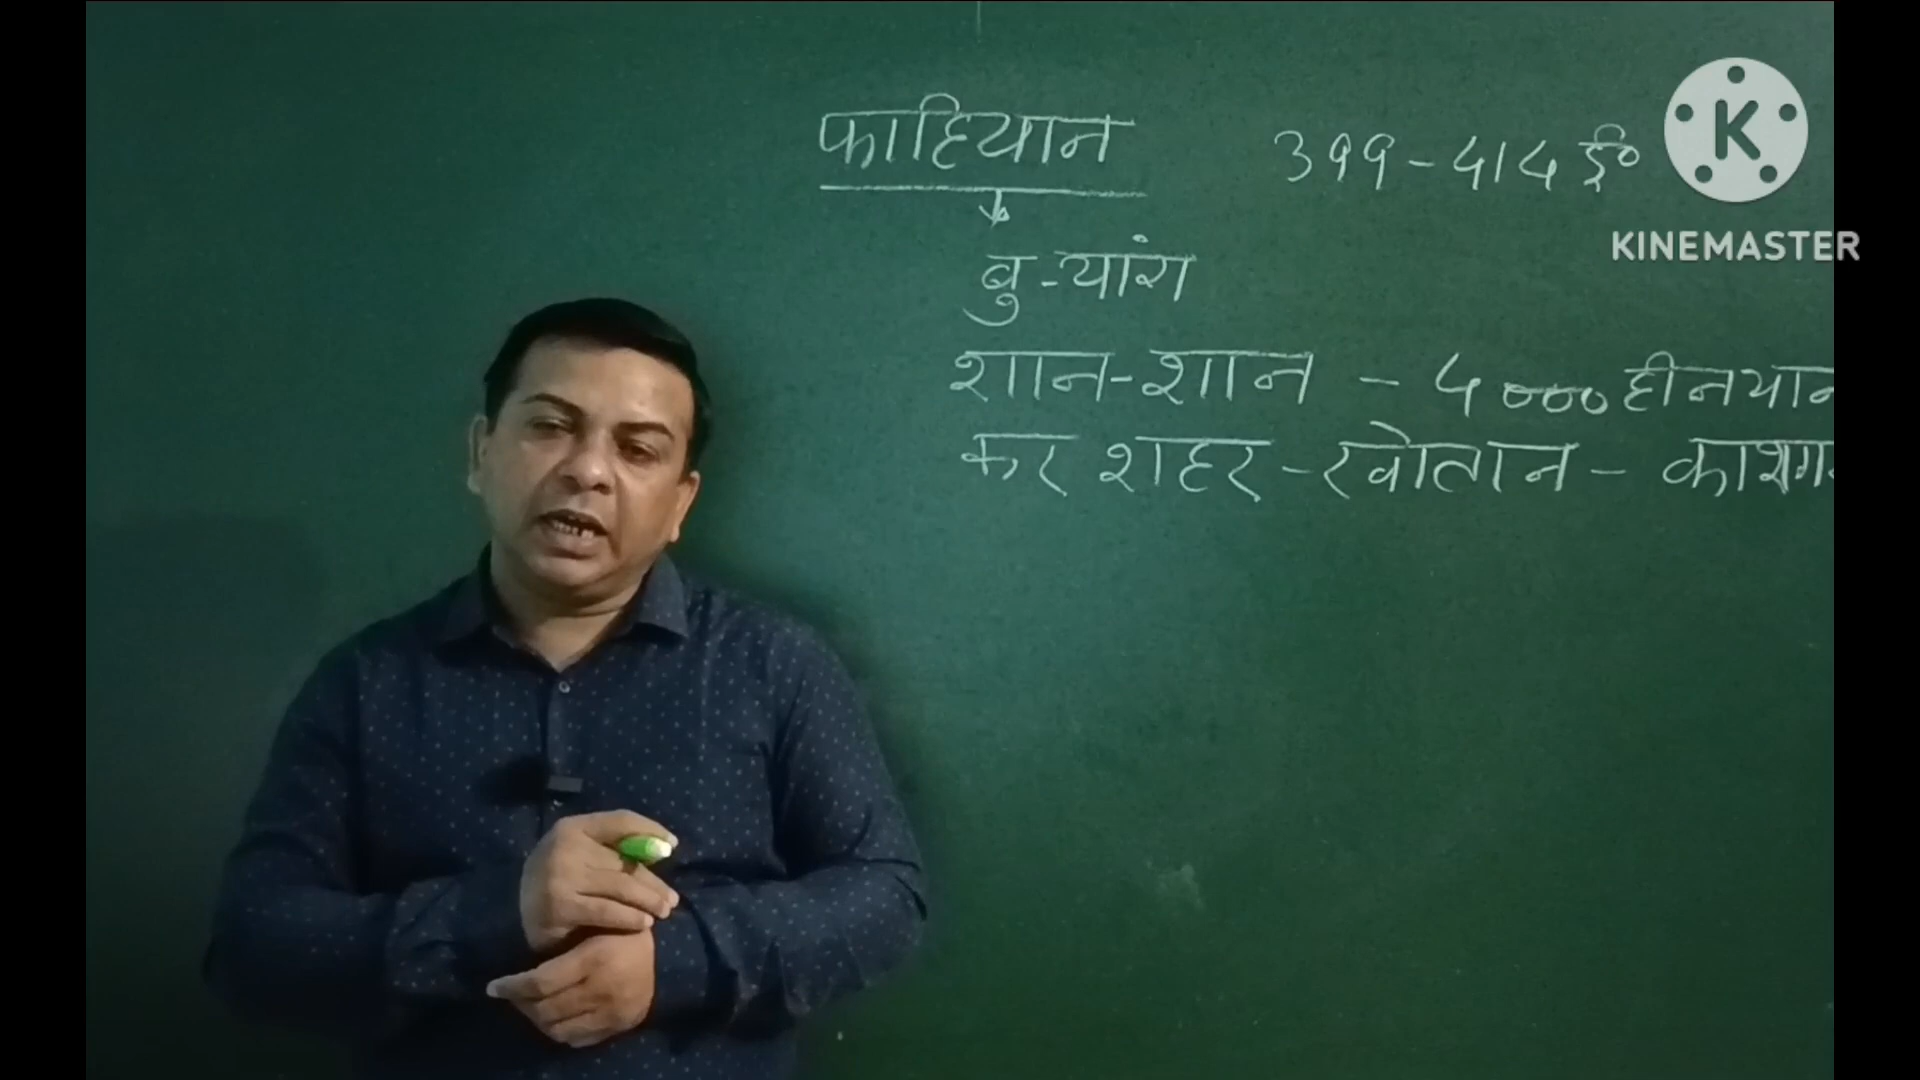 फाहियान 399-414 ई०
बु-यांग
शान-शान - 4000 हीनयान
कर शहर - खोतान - काशगर
K
KINEMASTER